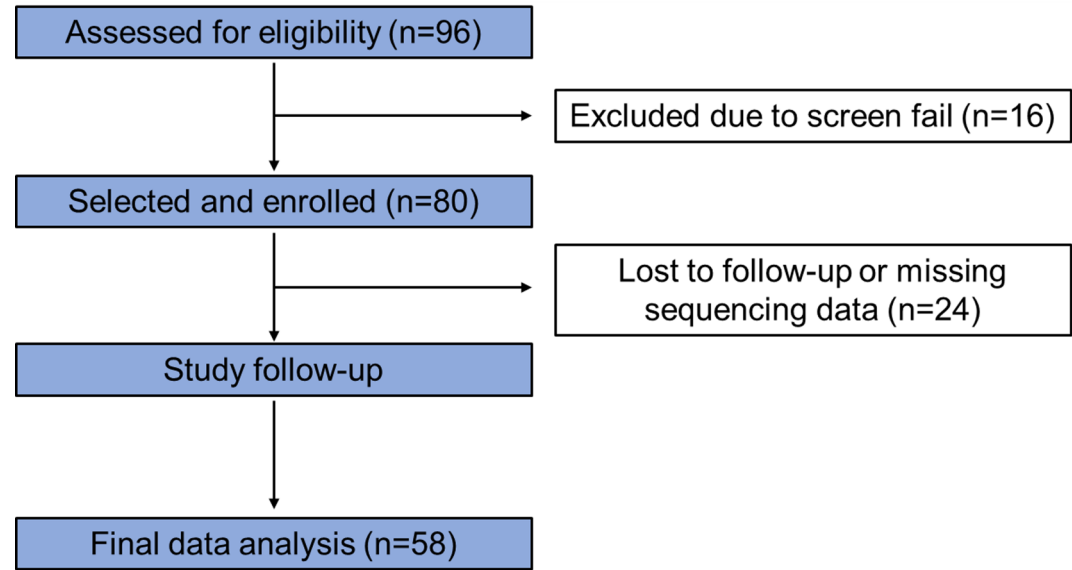 Assessed for eligibility (n=96)
Excluded due to screen fail (n=16)
Selected and enrolled (n=80)
Lost to follow-up or missing
sequencing data (n=24)
Study follow-up
Final data analysis (n=58)